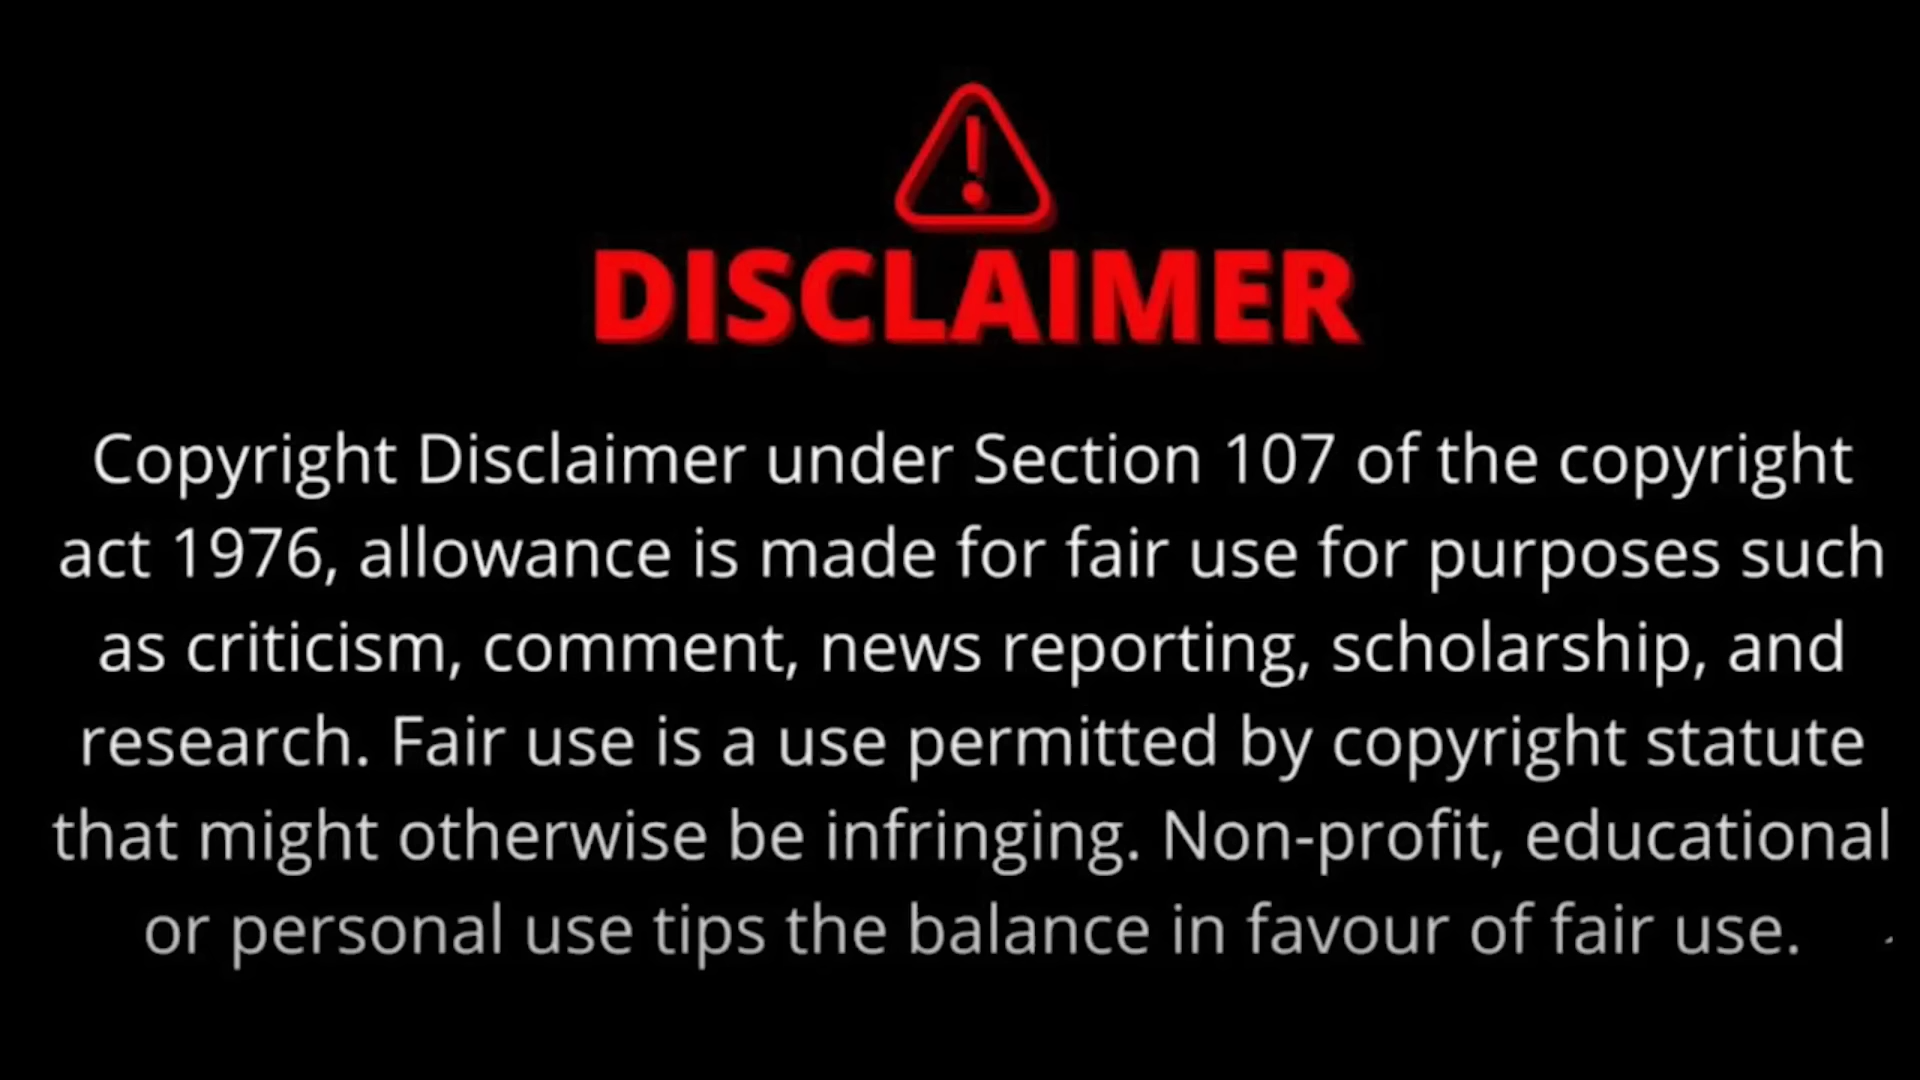 DISCLAIMER
Copyright Disclaimer under Section 107 of the copyright
act 1976, allowance is made for fair use for purposes such
as criticism, comment, news reporting, scholarship, and
research. Fair use is a use permitted by copyright statute
that might otherwise be infringing. Non-profit, educational
or personal use tips the balance in favour of fair use.